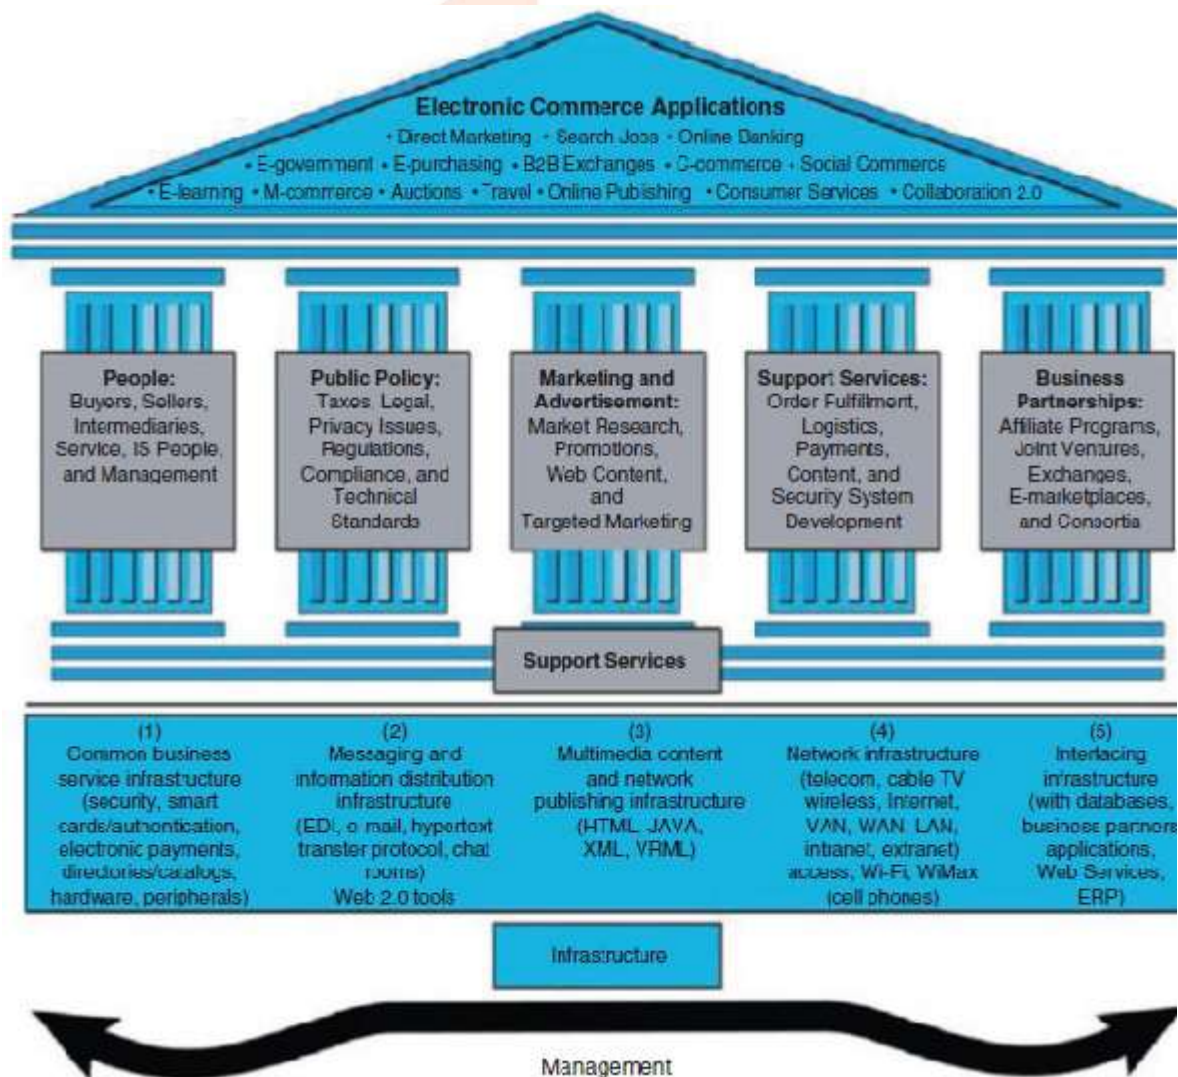 Electronic Commerce Applications
• Direct Marketing • Search Jobs • Online Banking
• E-government • E-purchasing • B2B Exchanges • C-commerce • Social Commerce
• E-learning • M-commerce • Auctions • Travel • Online Publishing • Consumer Services • Collaboration 2.0
People:
Buyers, Sellers,
Intermediaries,
Service, IS People,
and Management
Public Policy:
Taxes, Legal,
Privacy Issues,
Regulations,
Compliance, and
Technical
Standards
Marketing and
Advertisement:
Market Research,
Promotions,
Web Content,
and
Targeted Marketing
Support Services:
Order Fulfillment,
Logistics,
Payments,
Content, and
Security System
Development
Business
Partnerships:
Affiliate Programs,
Joint Ventures,
Exchanges,
E-marketplaces,
and Consortia
Support Services
(1)
Common business
service infrastructure
(security, smart
cards/authentication,
electronic payments,
directories/catalogs,
hardware, peripherals)
(2)
Messaging and
information distribution
infrastructure
(EDI, e-mail, hypertext
transfer protocol, chat
rooms)
Web 2.0 tools
(3)
Multimedia content
and network
publishing infrastructure
(HTML, JAVA,
XML, VRML)
(4)
Network infrastructure
(telecom, cable TV
wireless, Internet,
VAN, WAN, LAN,
intranet, extranet)
access, Wi-Fi, WiMax
(cell phones)
(5)
Interfacing
infrastructure
(with databases,
business partners
applications,
Web Services,
ERP)
Infrastructure
Management